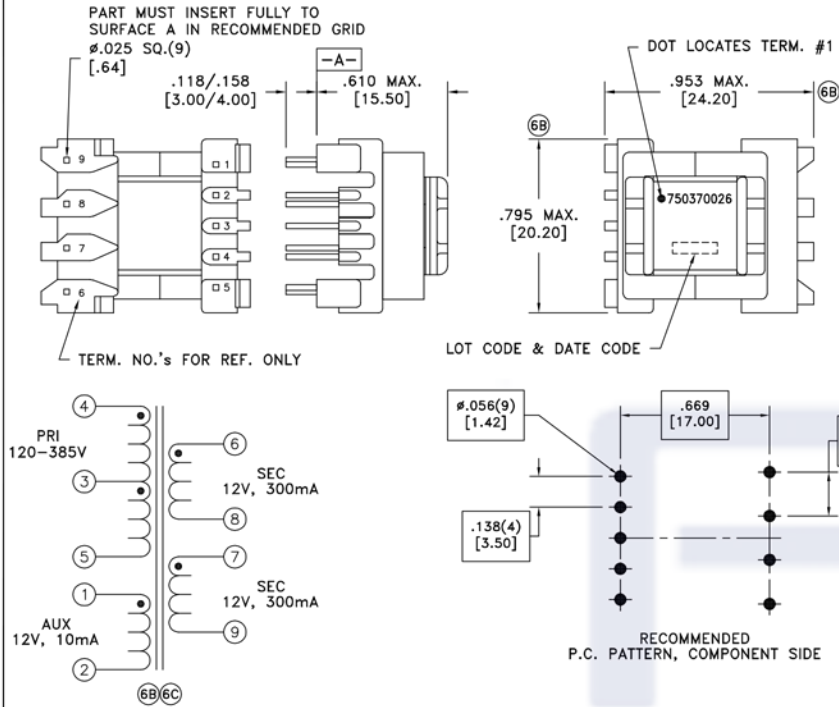 PART MUST INSERT FULLY TO
SURFACE A IN RECOMMENDED GRID
ø.025 SQ.(9)
[.64]
.118/.158
[3.00/4.00]
-A-
.610 MAX.
[15.50]
DOT LOCATES TERM. #1
.953 MAX.
[24.20]
6B
6B
.795 MAX.
[20.20]
750370026
9
8
7
6
1
2
3
4
5
TERM. NO.'s FOR REF. ONLY
LOT CODE & DATE CODE
4
PRI
120-385V
3
5
1
AUX
12V, 10mA
2
6
SEC
12V, 300mA
8
7
SEC
12V, 300mA
9
6B
6C
ø.056(9)
[1.42]
.669
[17.00]
.138(4)
[3.50]
RECOMMENDED
P.C. PATTERN, COMPONENT SIDE